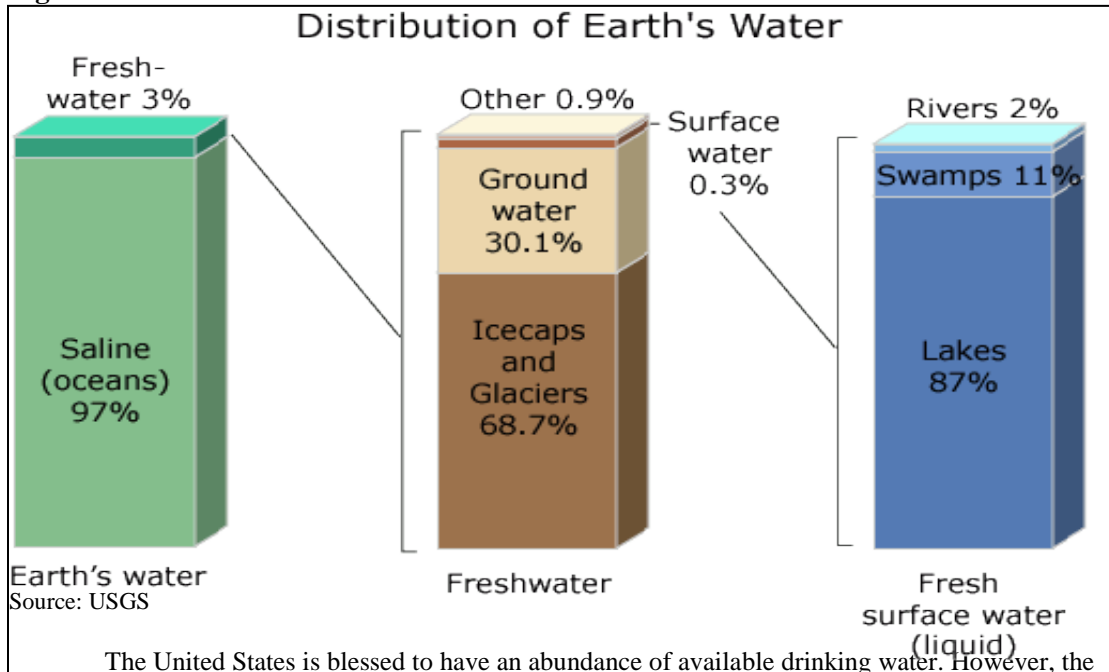 Distribution of Earth's Water
Fresh-
water 3%
Saline
(oceans)
97%
Earth's water
Other 0.9%
Surface
water
0.3%
Ground
water
30.1%
Icecaps
and
Glaciers
68.7%
Freshwater
Rivers 2%
Swamps 11%
Lakes
87%
Fresh
surface water
(liquid)
Source: USGS
The United States is blessed to have an abundance of available drinking water. However, the